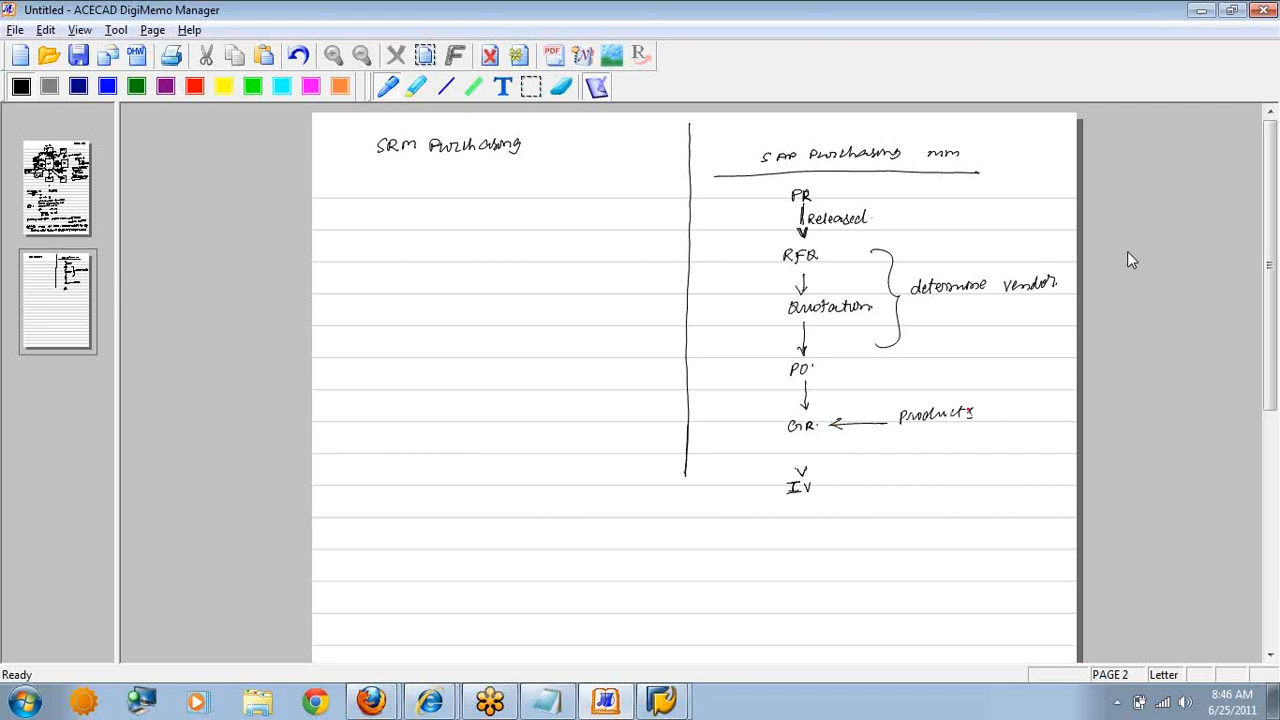 Untitled - ACECAD DigiMemo Manager
File Edit View Tool Page Help
SRM Purchasing
SAP Purchasing MM
PR
Released
RFQ
determine vendor
Quotation
PO
GR
Products
IV
Ready
PAGE 2
Letter
8:46 AM
6/25/2011